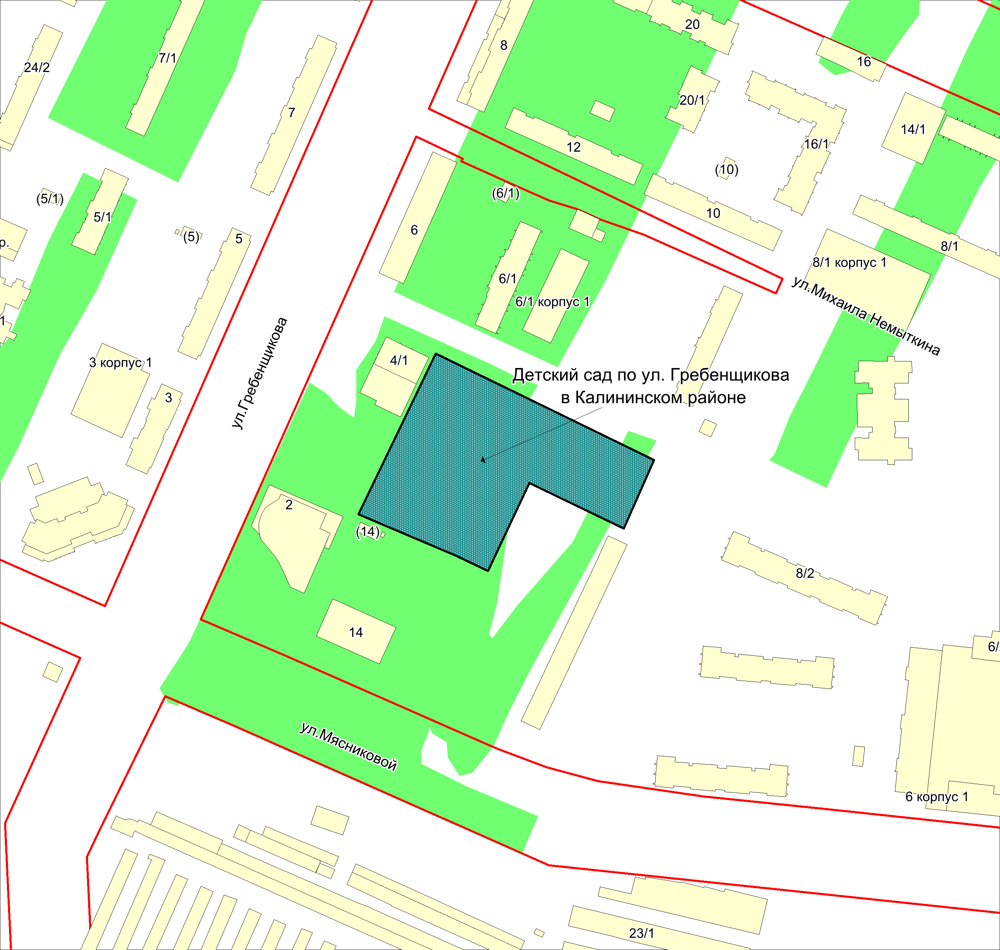 20
8
7/1
16
24/2
20/1
7
14/1
16/1
12
(10)
(6/1)
(5/1)
10
5/1
6
(5)
5
8/1
р.
8/1 корпус 1
6/1
ул.Михаила Немыткина
6/1 корпус 1
1
ул.Гребенщикова
4/1
3 корпус 1
Детский сад по ул. Гребенщикова
в Калининском районе
3
2
(14)
8/2
14
6/
ул.Мясниковой
6 корпус 1
23/1